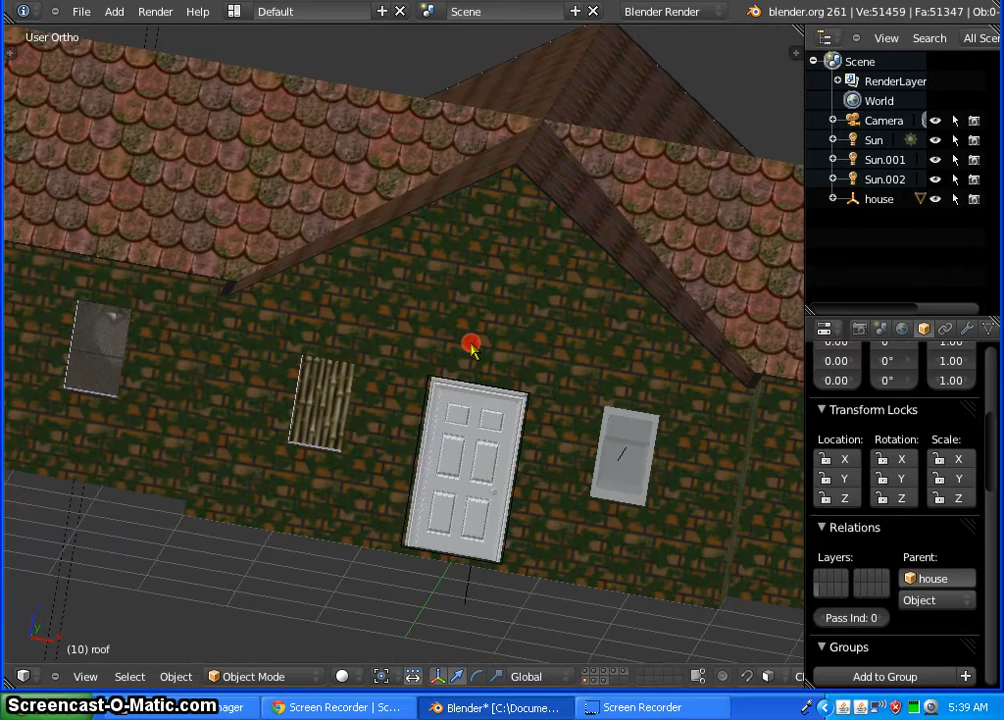 File Add Render Help Default Scene Blender Render blender.org 261 | Ve:51459 | Fa:51347 | Ob:0-
User Ortho
View Search All Sce
Scene
RenderLayer
World
Camera
Sun
Sun.001
Sun.002
house
0.00 0° 1.00
0.00 0° 1.00
0.00 0° 1.00
Transform Locks
Location: Rotation: Scale:
X X X
Y Y Y
Z Z Z
Relations
Layers: Parent:
house
Object
Pass Ind: 0
Groups
Add to Group
(10) roof
View Select Object Object Mode Global
Screencast-O-Matic.com nager Screen Recorder | Sc... Blender* [C:\Docume... Screen Recorder 5:39 AM